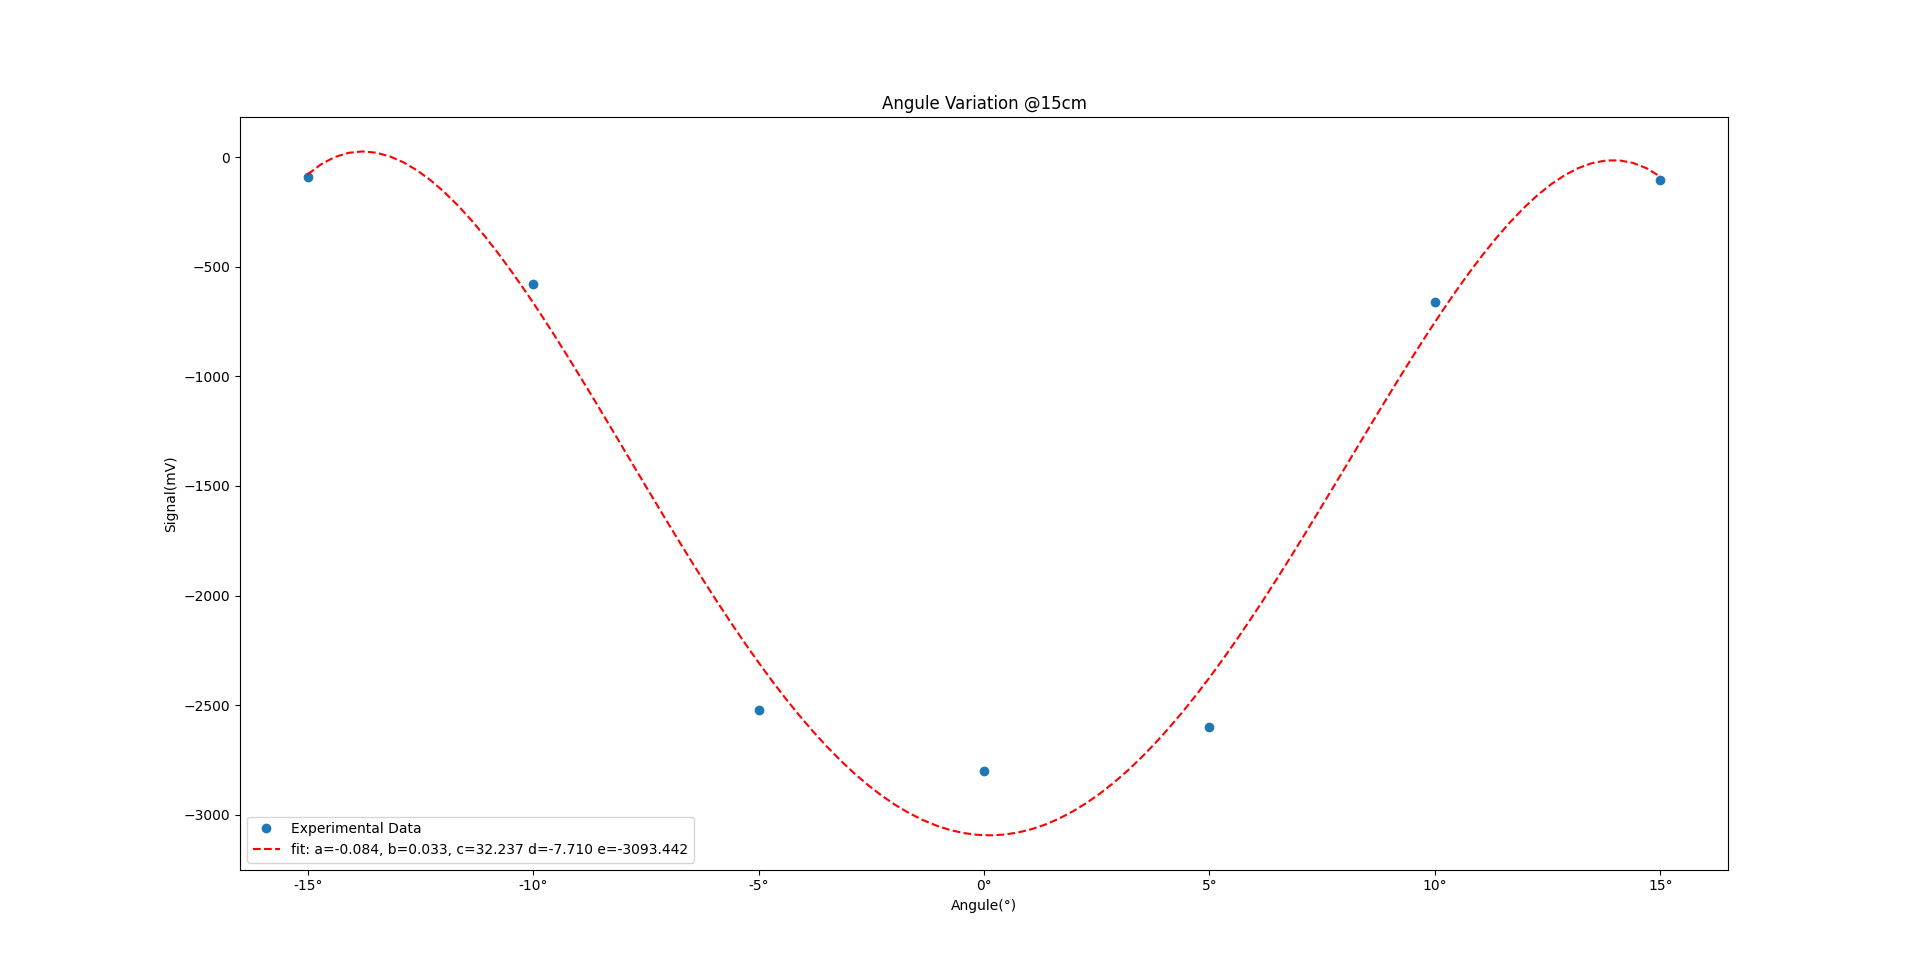 Angule Variation @15cm
0
−500
−1000
−1500
−2000
−2500
−3000
Signal(mV)
Experimental Data
fit: a=-0.084, b=0.033, c=32.237 d=-7.710 e=-3093.442
-15° -10° -5° 0° 5° 10° 15°
Angule(°)